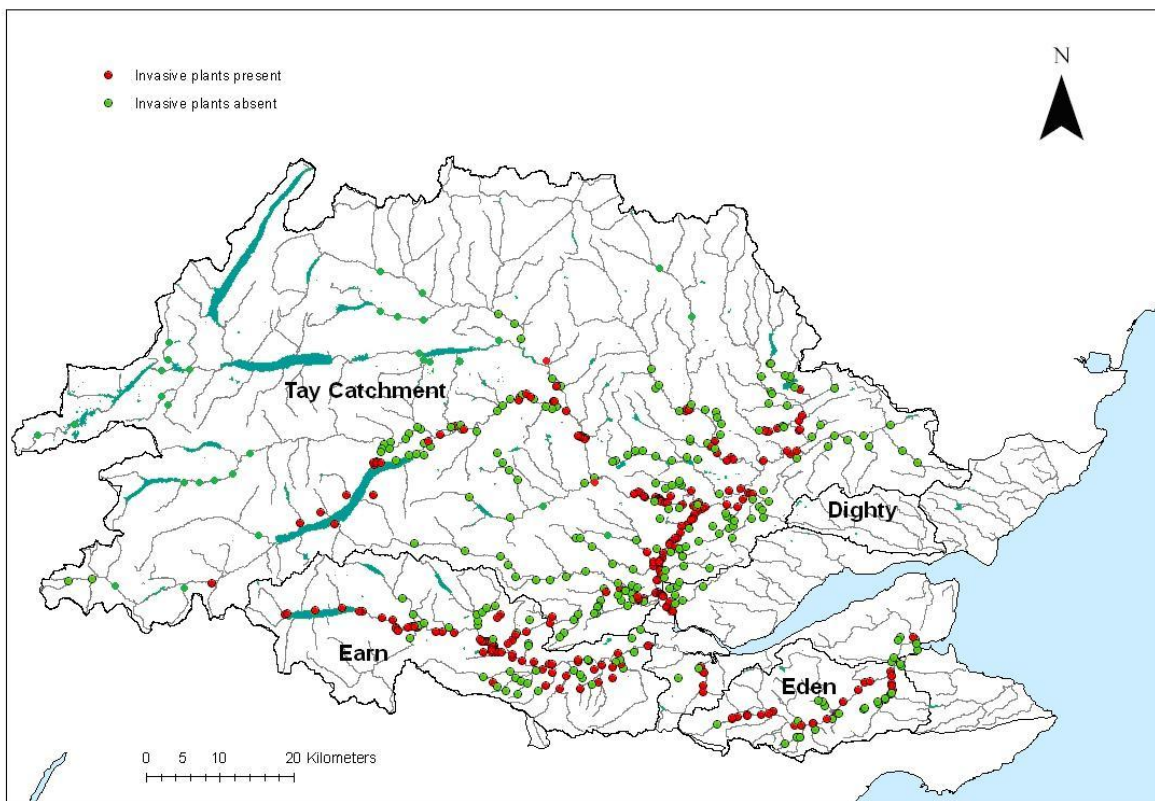 N
Invasive plants present
Invasive plants absent
Tay Catchment
Dighty
Earn
Eden
0 5 10 20 Kilometers